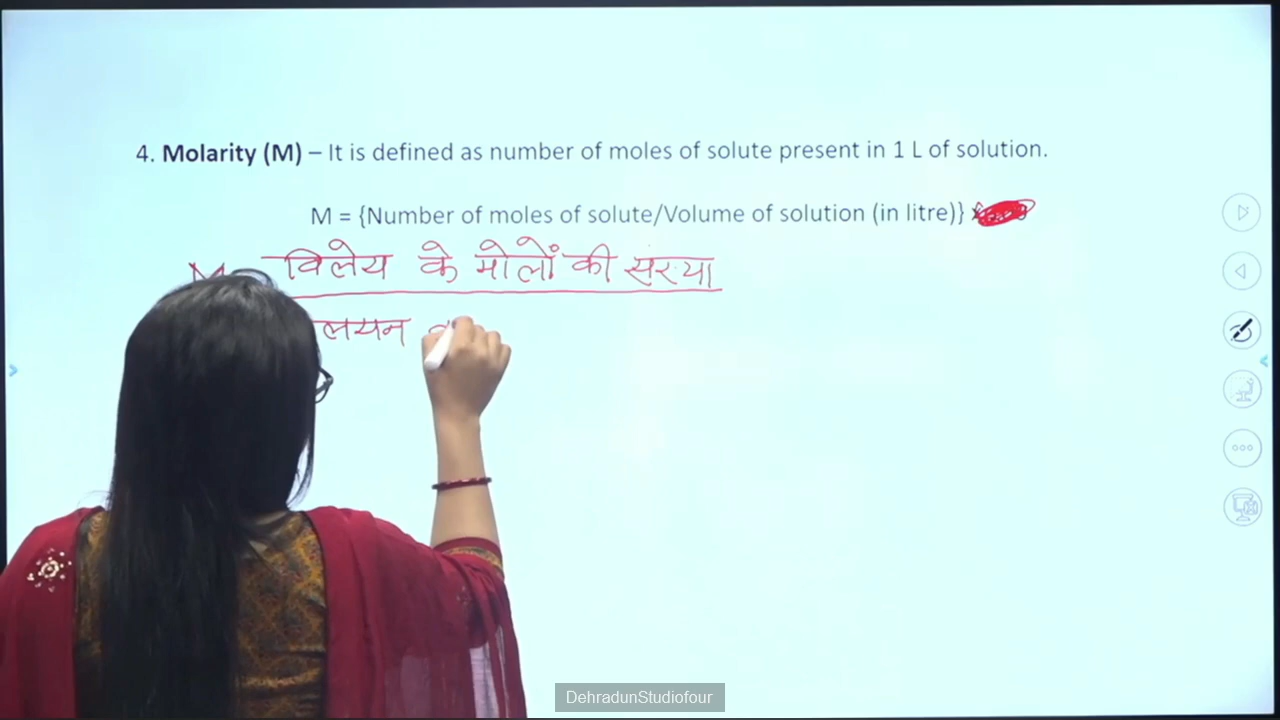 4. Molarity (M) – It is defined as number of moles of solute present in 1 L of solution.
M = {Number of moles of solute/Volume of solution (in litre)}
विलेय के मोलों की संख्या
लयन
DehradunStudiofour